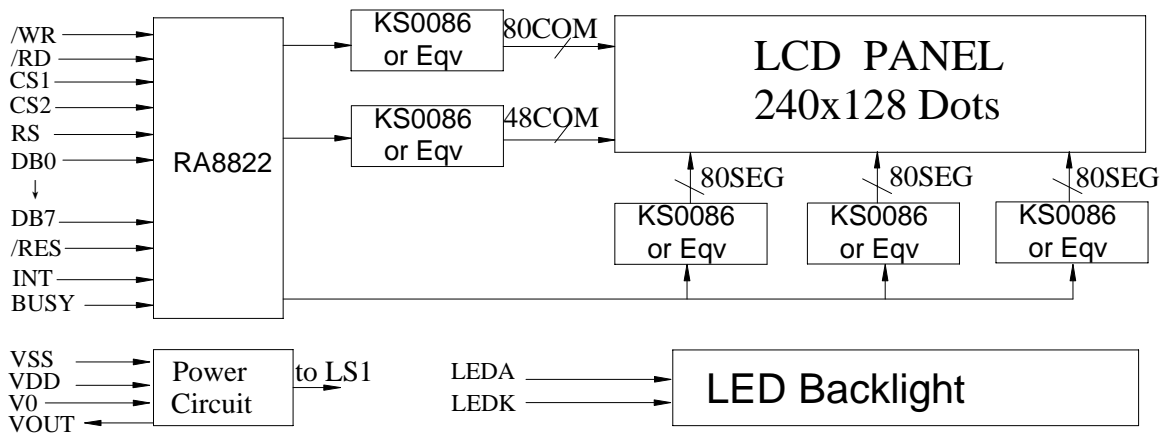 /WR
/RD
CS1
CS2
RS
DB0
DB7
/RES
INT
BUSY
RA8822
KS0086
or Eqv
80COM
KS0086
or Eqv
48COM
LCD PANEL
240x128 Dots
80SEG
80SEG
80SEG
KS0086
or Eqv
KS0086
or Eqv
KS0086
or Eqv
VSS
VDD
V0
VOUT
Power
Circuit
to LS1
LEDA
LEDK
LED Backlight